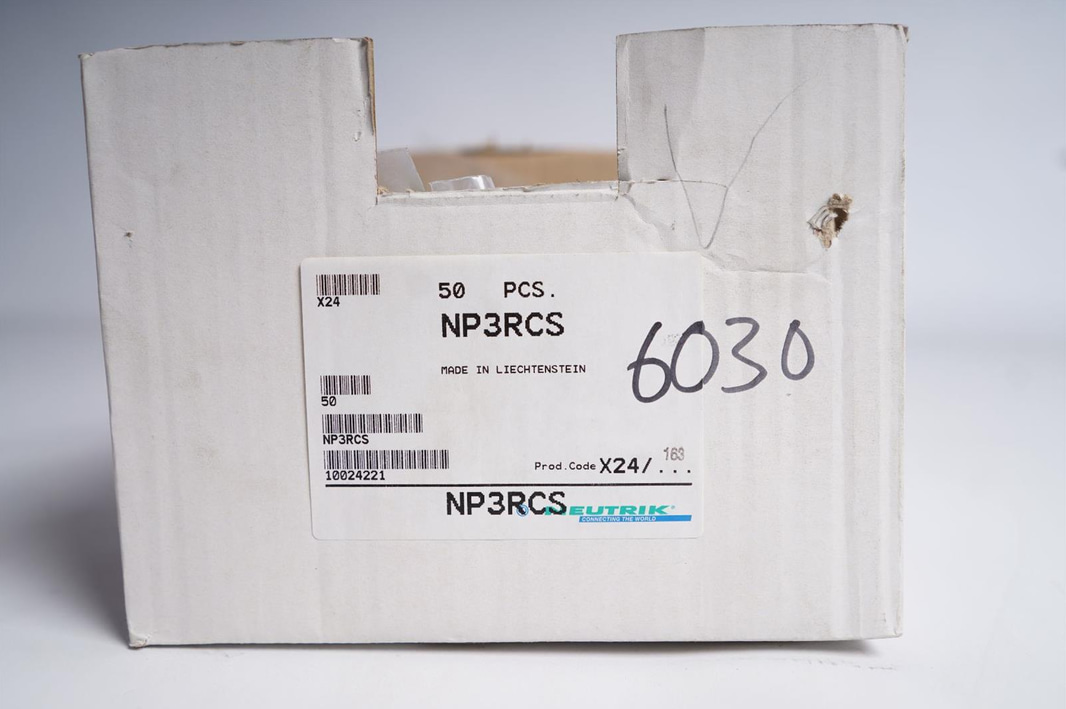 X24
50 PCS.
NP3RCS
MADE IN LIECHTENSTEIN
6030
50
NP3RCS
10024221
Prod.Code X24/...
163
NP3RCS
NEUTRIK®
CONNECTING THE WORLD